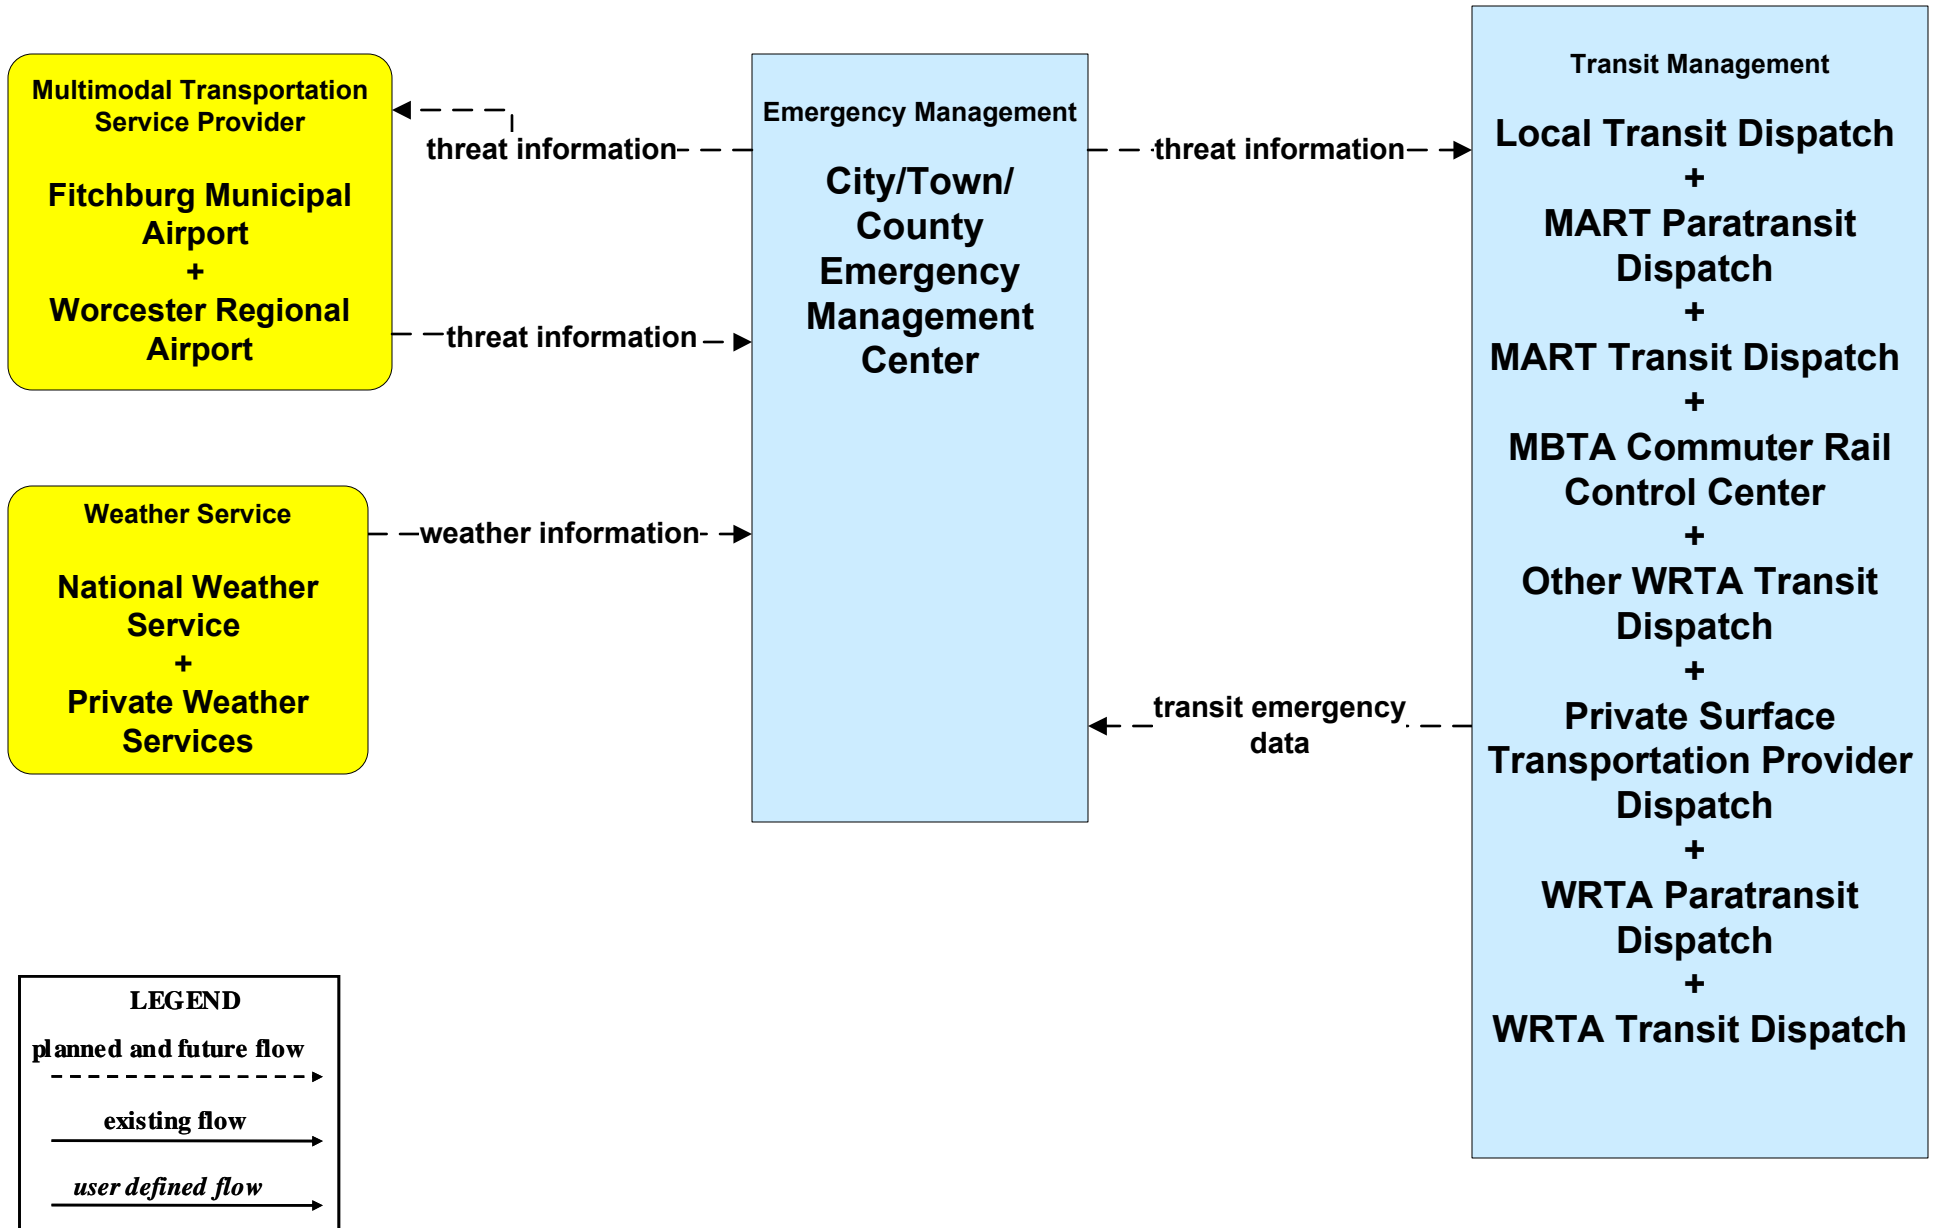 Multimodal Transportation
Service Provider
Fitchburg Municipal
Airport
+
Worcester Regional
Airport
Weather Service
National Weather
Service
+
Private Weather
Services
threat information
threat information
weather information
Emergency Management
City/Town/
County
Emergency
Management
Center
threat information
transit emergency
data
Transit Management
Local Transit Dispatch
+
MART Paratransit
Dispatch
+
MART Transit Dispatch
+
MBTA Commuter Rail
Control Center
+
Other WRTA Transit
Dispatch
+
Private Surface
Transportation Provider
Dispatch
+
WRTA Paratransit
Dispatch
+
WRTA Transit Dispatch
LEGEND
planned and future flow
existing flow
user defined flow